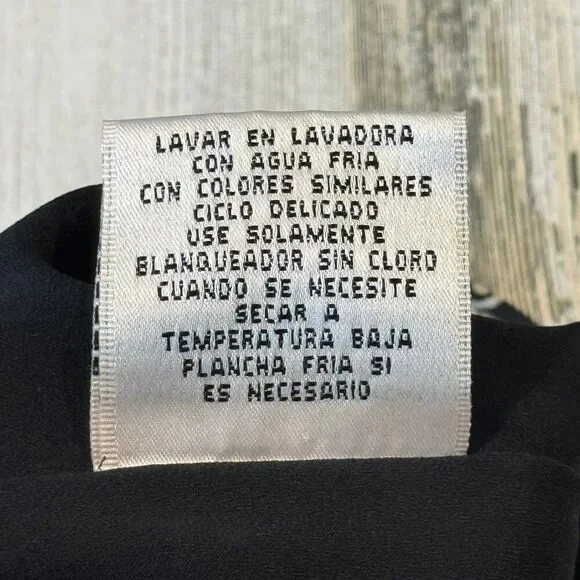 LAVAR EN LAVADORA
CON AGUA FRIA
CON COLORES SIMILARES
CICLO DELICADO
USE SOLAMENTE
BLANQUEADOR SIN CLORO
CUANDO SE NECESITE
SECAR A
TEMPERATURA BAJA
PLANCHA FRIA SI
ES NECESARIO